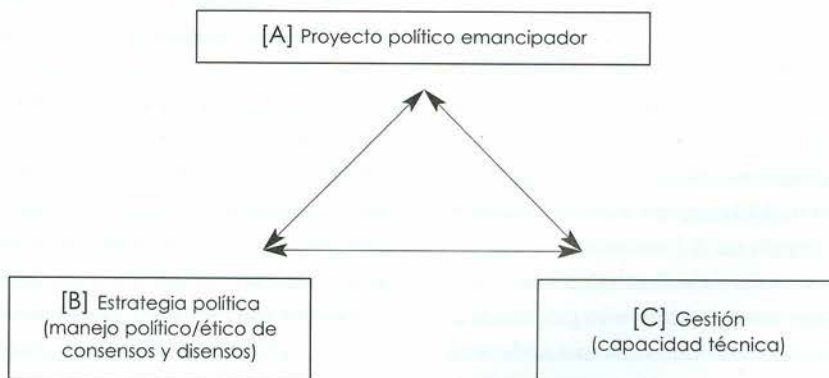 [A] Proyecto político emancipador
[B] Estrategia política
(manejo político/ético de
consensos y disensos)
[C] Gestión
(capacidad técnica)